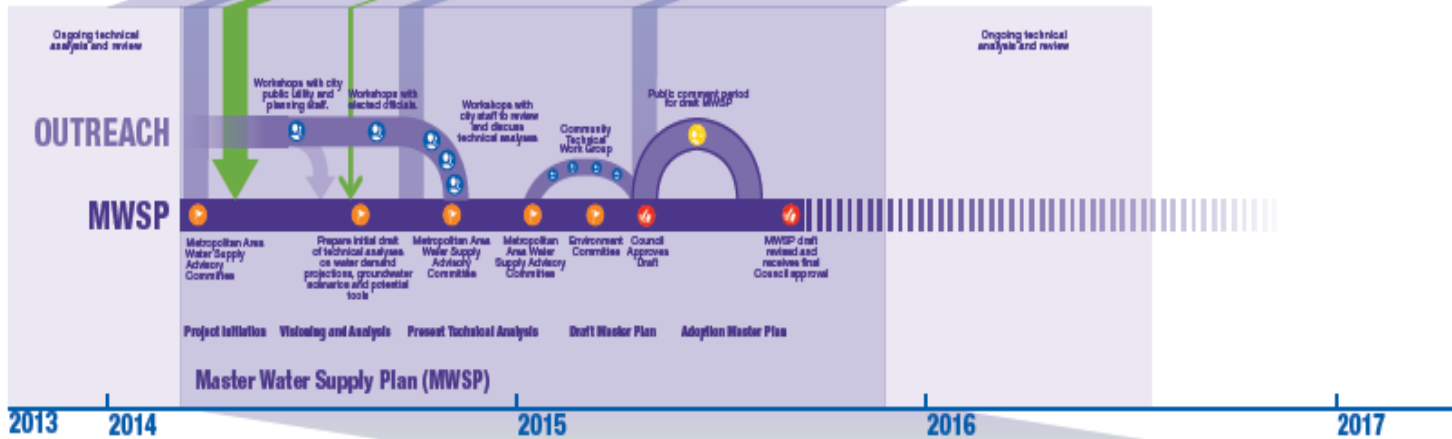 Ongoing technical
analysis and review
Ongoing technical
analysis and review
Workshops with city
public utility and
planning staff.
Workshops with
elected officials.
Workshops with
city staff to review
and discuss
technical analyses
Community
Technical
Work Group
Public comment period
for draft MWSP
OUTREACH
MWSP
Metropolitan Area
Water Supply
Advisory
Committee
Prepare initial draft
of technical analyses
on water demand
projections, groundwater
scenarios and potential
tools
Metropolitan Area
Water Supply
Advisory
Committee
Metropolitan
Area Water
Supply Advisory
Committee
Environment
Committee
Council
Approves
Draft
MWSP draft
revised and
receives final
Council approval
Project Initiation
Visioning and Analysis
Present Technical Analysis
Draft Master Plan
Adoption Master Plan
Master Water Supply Plan (MWSP)
2013
2014
2015
2016
2017